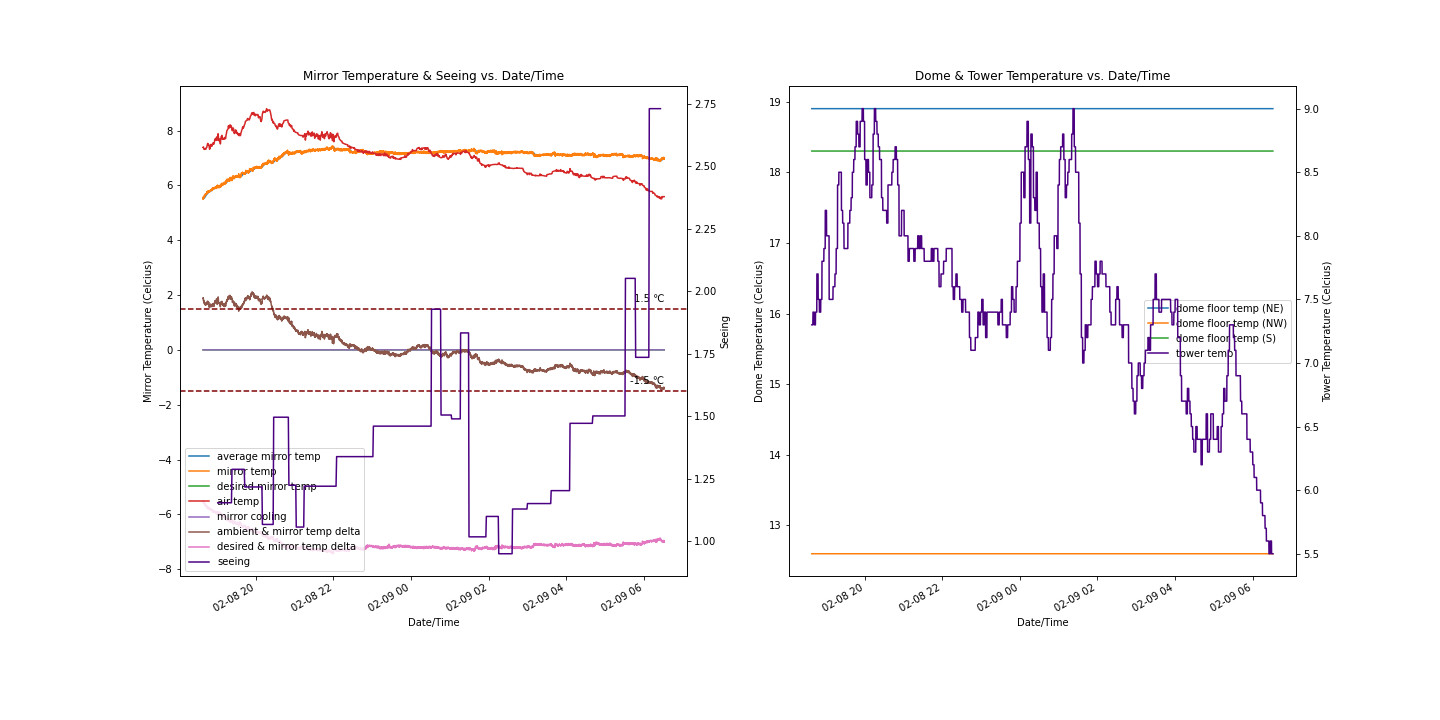 Mirror Temperature & Seeing vs. Date/Time
Mirror Temperature (Celcius)
8
6
4
2
0
−2
−4
−6
−8
2.75
2.50
2.25
2.00
1.75
1.50
1.25
1.00
Seeing
1.5 °C
-1.5 °C
average mirror temp
mirror temp
desired mirror temp
air temp
mirror cooling
ambient & mirror temp delta
desired & mirror temp delta
seeing
02-08 20
02-08 22
02-09 00
02-09 02
02-09 04
02-09 06
Date/Time
Dome & Tower Temperature vs. Date/Time
Dome Temperature (Celcius)
19
18
17
16
15
14
13
9.0
8.5
8.0
7.5
7.0
6.5
6.0
5.5
Tower Temperature (Celcius)
dome floor temp (NE)
dome floor temp (NW)
dome floor temp (S)
tower temp
02-08 20
02-08 22
02-09 00
02-09 02
02-09 04
02-09 06
Date/Time